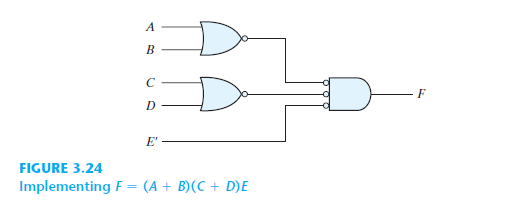 A
B
C
D
E'
F
FIGURE 3.24
Implementing F = (A + B)(C + D)E